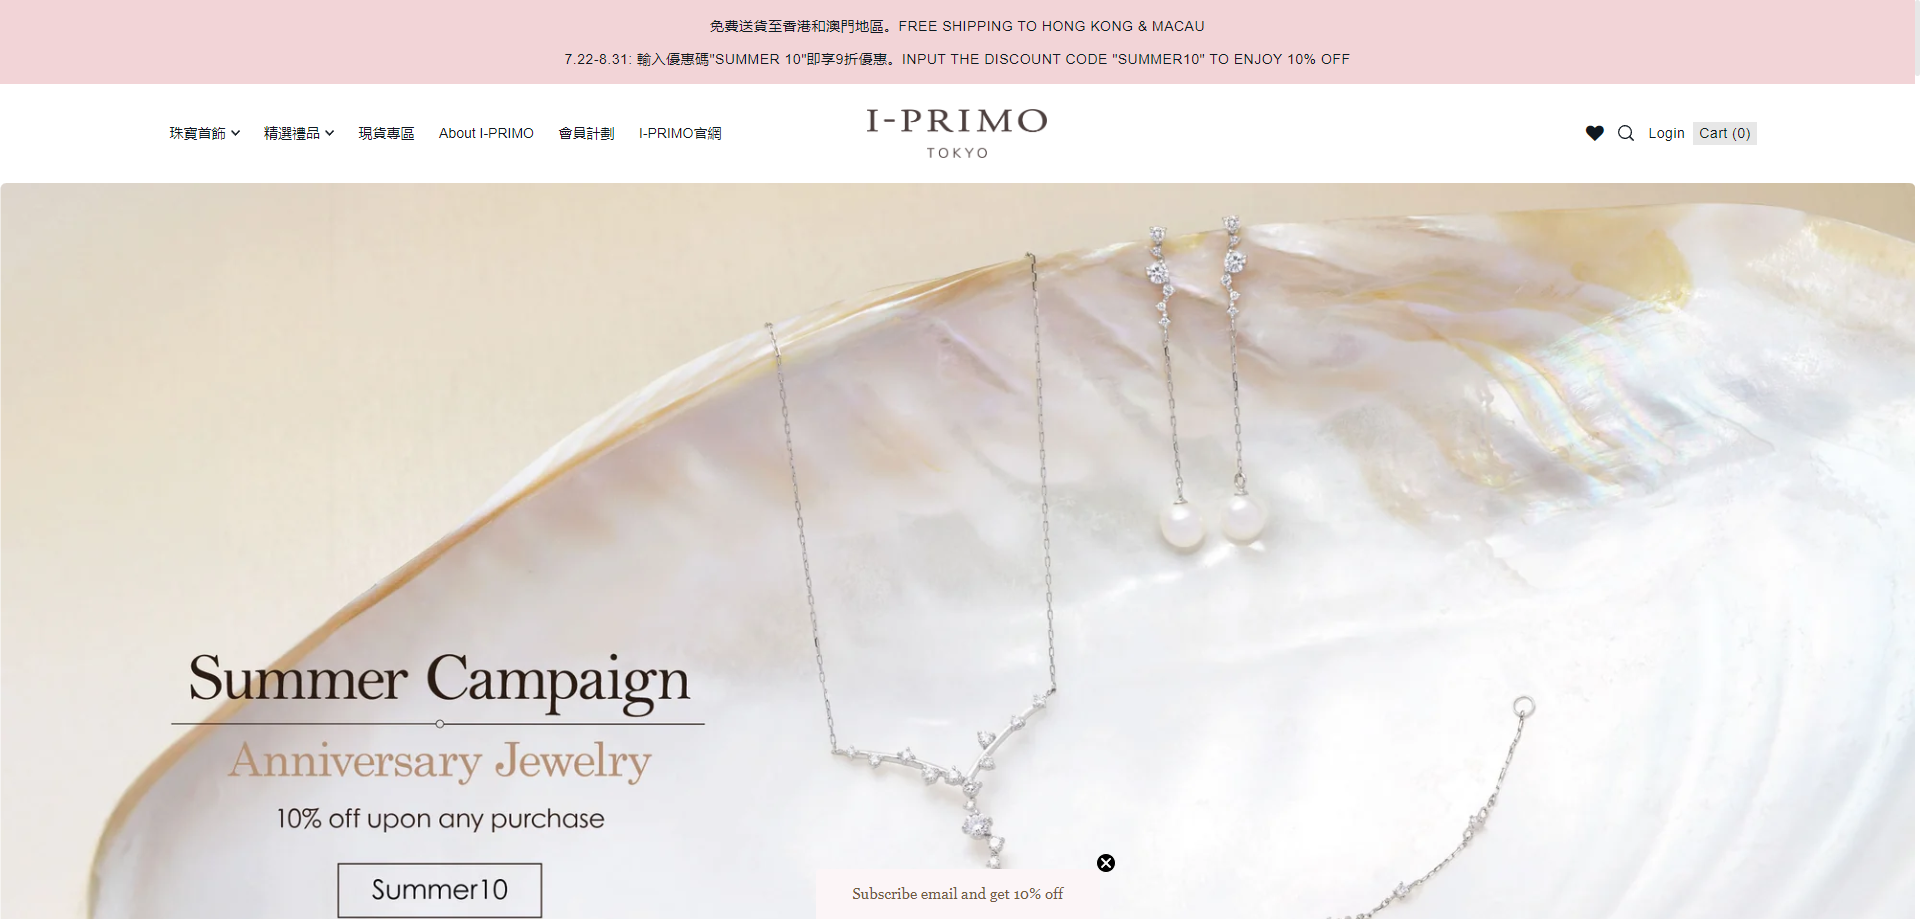 免費送貨至香港和澳門地區。FREE SHIPPING TO HONG KONG & MACAU
7.22-8.31: 輸入優惠碼"SUMMER 10"即享9折優惠。INPUT THE DISCOUNT CODE "SUMMER10" TO ENJOY 10% OFF
珠寶首飾 精選禮品 現貨專區 About I-PRIMO 會員計劃 I-PRIMO官網
I-PRIMO
TOKYO
Login Cart (0)
Summer Campaign
Anniversary Jewelry
10% off upon any purchase
Summer10
Subscribe email and get 10% off